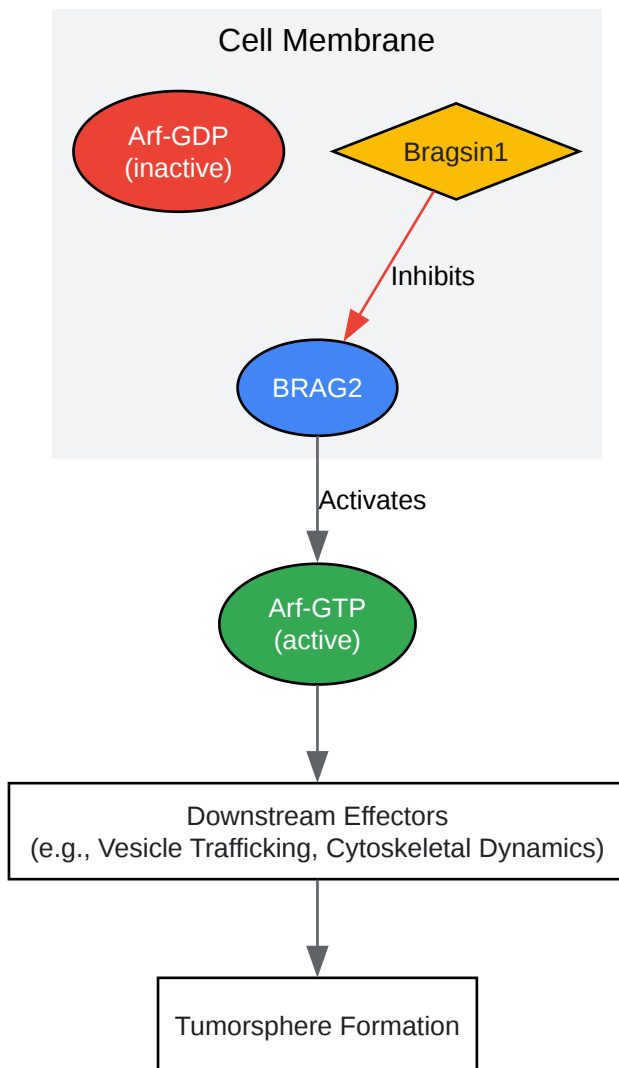 Cell Membrane
Arf-GDP
(inactive)
Bragsin1
Inhibits
BRAG2
Activates
Arf-GTP
(active)
Downstream Effectors
(e.g., Vesicle Trafficking, Cytoskeletal Dynamics)
Tumorsphere Formation